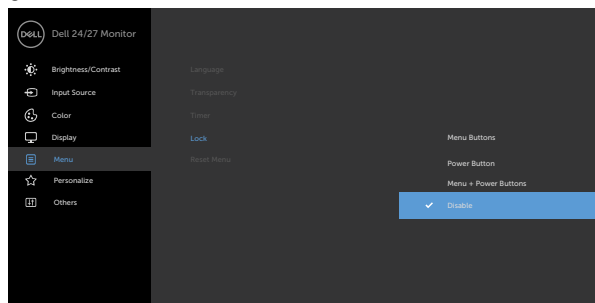 DELL Dell 24/27 Monitor
Brightness/Contrast
Input Source
Color
Display
Menu
Personalize
Others
Language
Transparency
Timer
Lock
Reset Menu
Menu Buttons
Power Button
Menu + Power Buttons
Disable